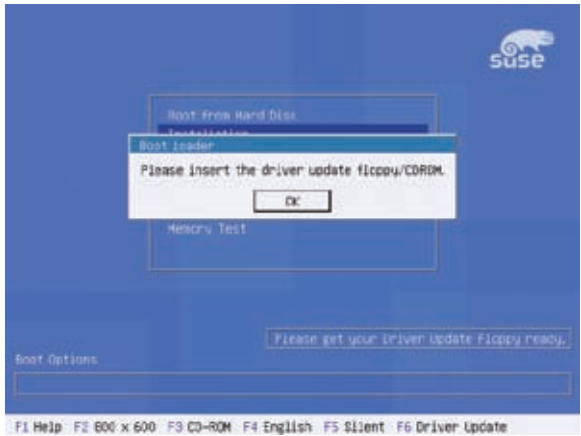 SUSE
Boot from Hard Disc
Installation
Boot loader
Please insert the driver update floppy/CDROM.
OK
Memory Test
Please get your Driver Update Floppy ready.
Boot Options
F1 Help F2 800 x 600 F3 CD-ROM F4 English F5 Silent F6 Driver Update